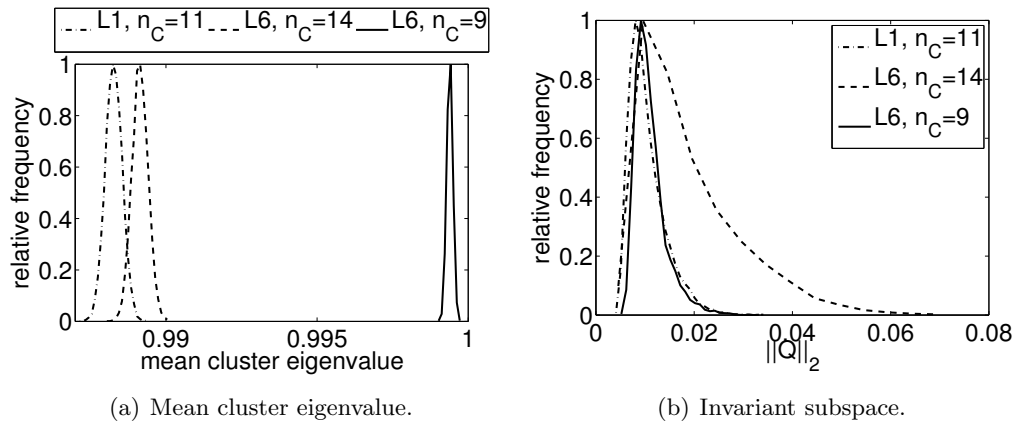 L1, n_C=11 L6, n_C=14 L6, n_C=9
1
0.8
0.6
0.4
0.2
0
0.99 0.995 1
relative frequency
mean cluster eigenvalue
(a) Mean cluster eigenvalue.
L1, n_C=11
L6, n_C=14
L6, n_C=9
1
0.8
0.6
0.4
0.2
0
0 0.02 0.04 0.06 0.08
relative frequency
||Q||_2
(b) Invariant subspace.